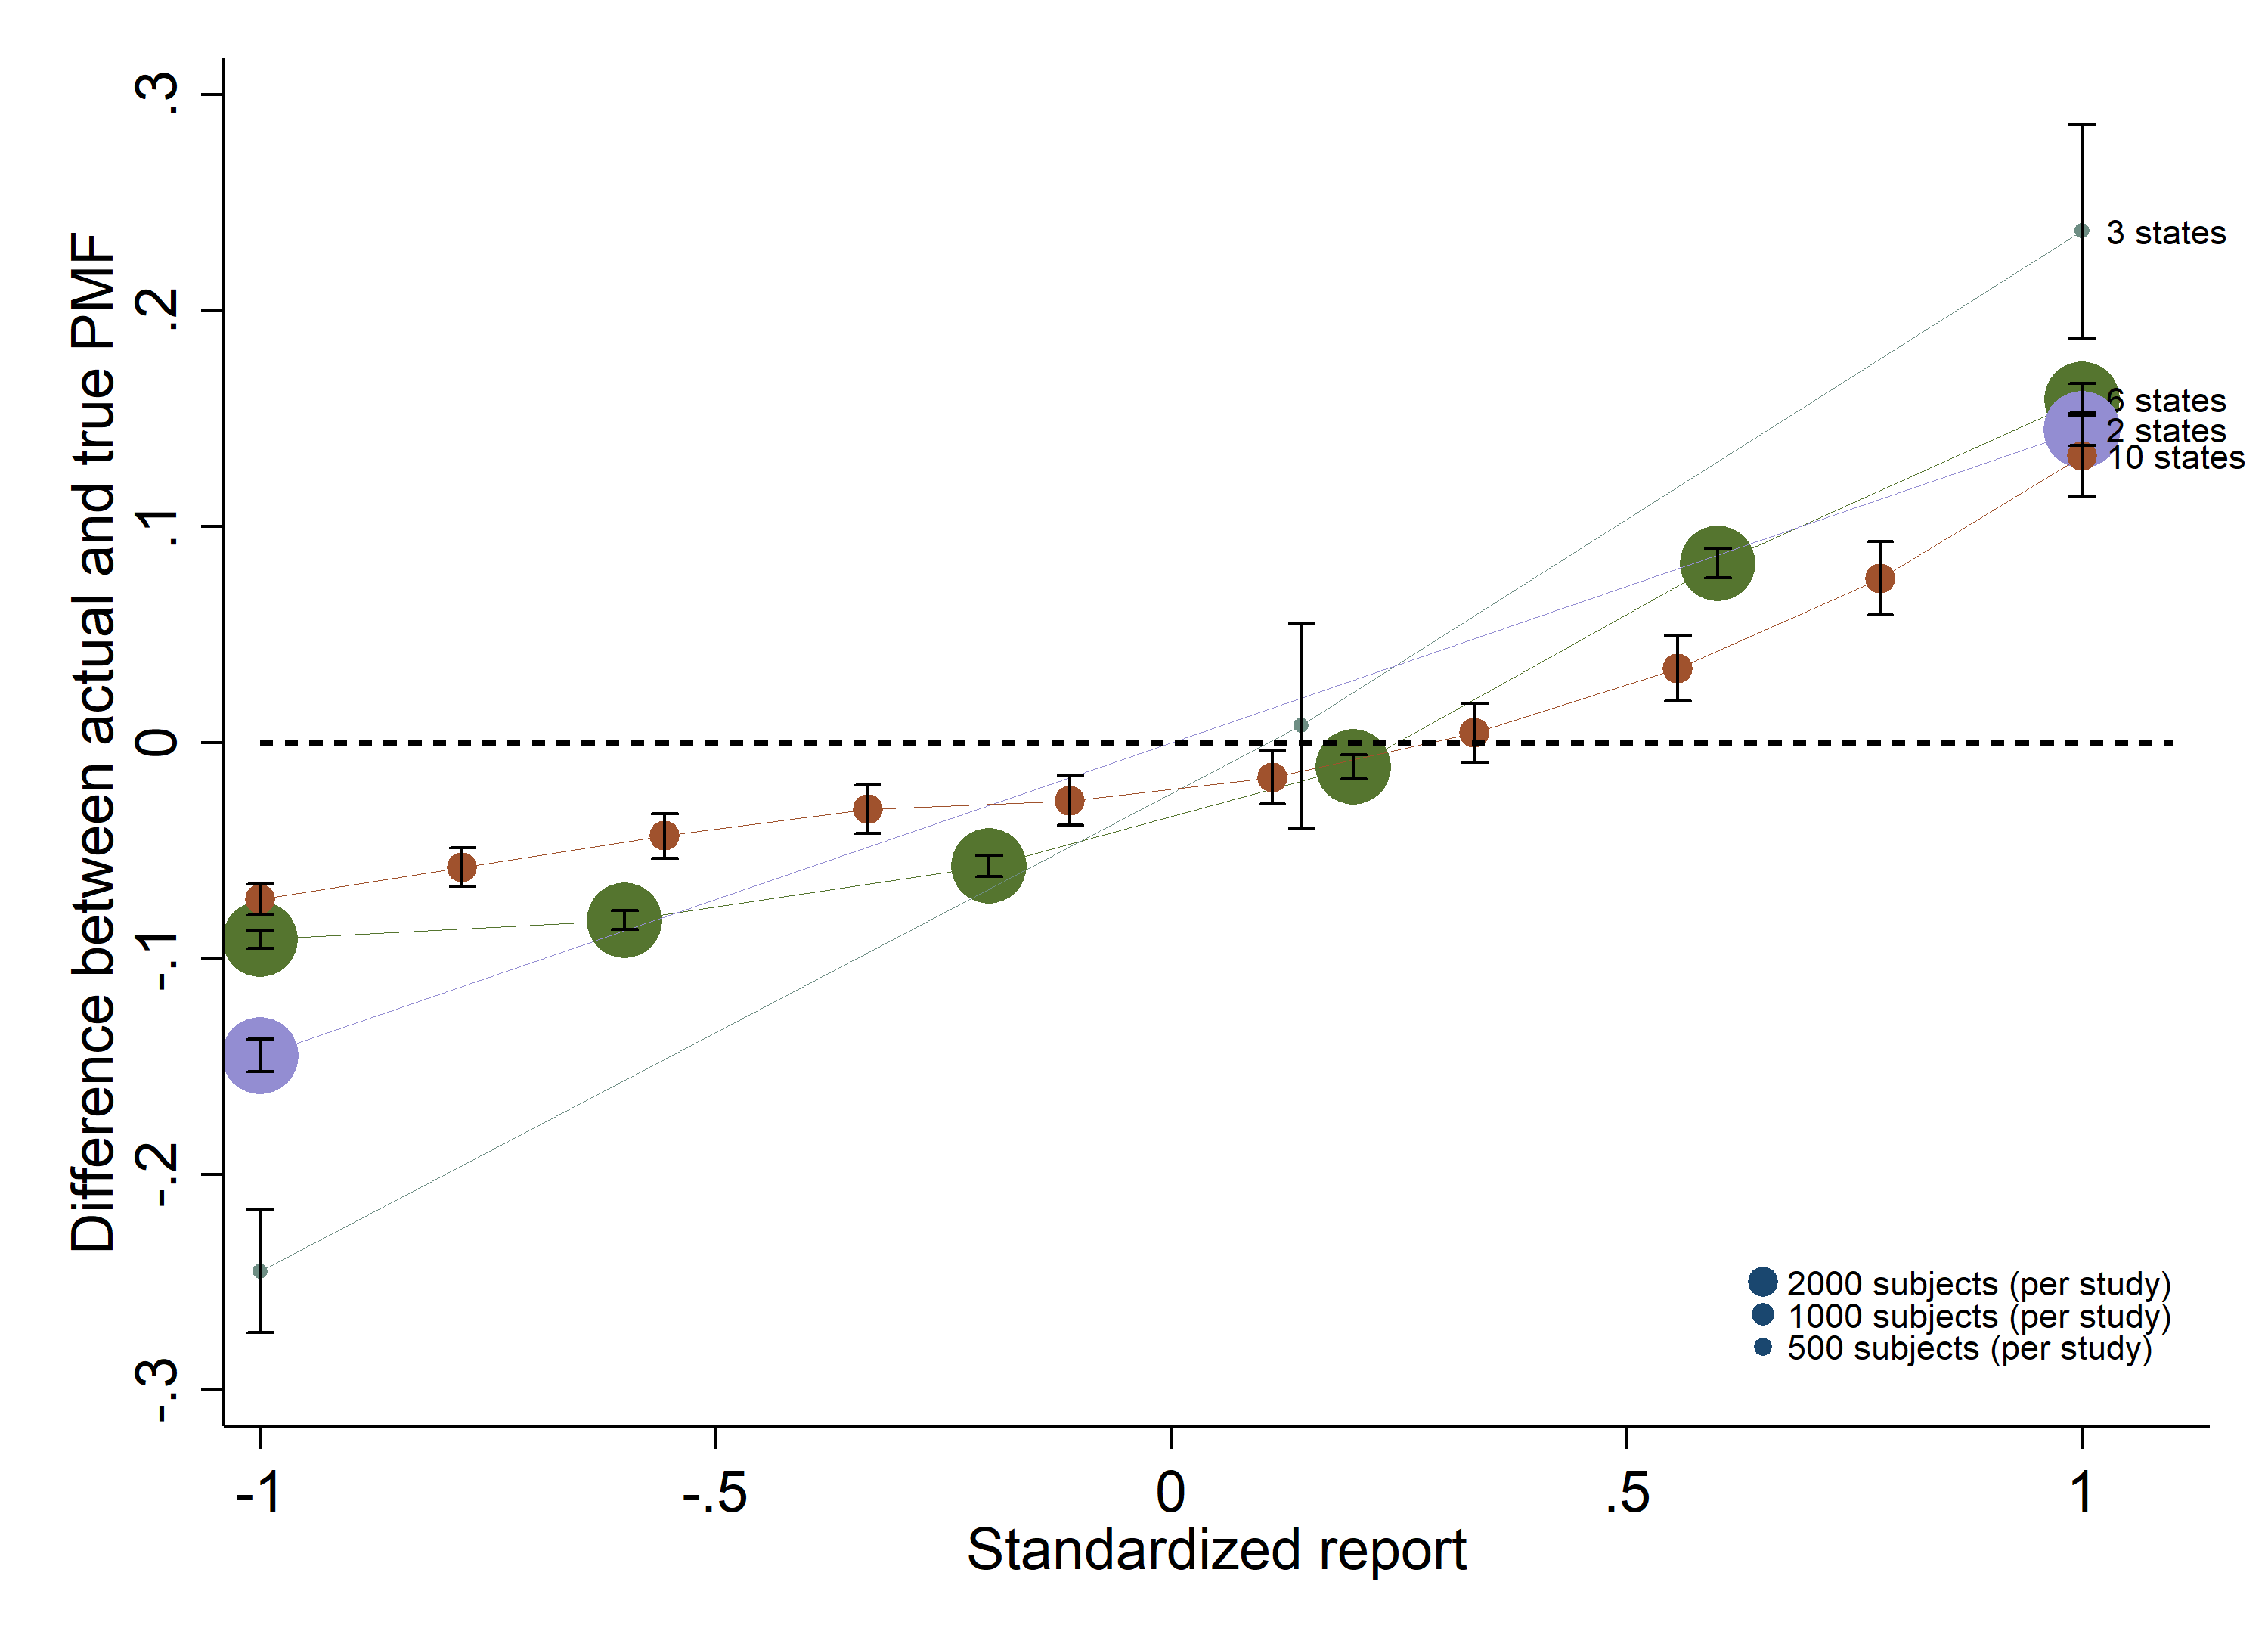 Difference between actual and true PMF
.3
.2
.1
0
-.1
-.2
-.3
3 states
6 states
2 states
10 states
2000 subjects (per study)
1000 subjects (per study)
500 subjects (per study)
-1 -.5 0 .5 1
Standardized report